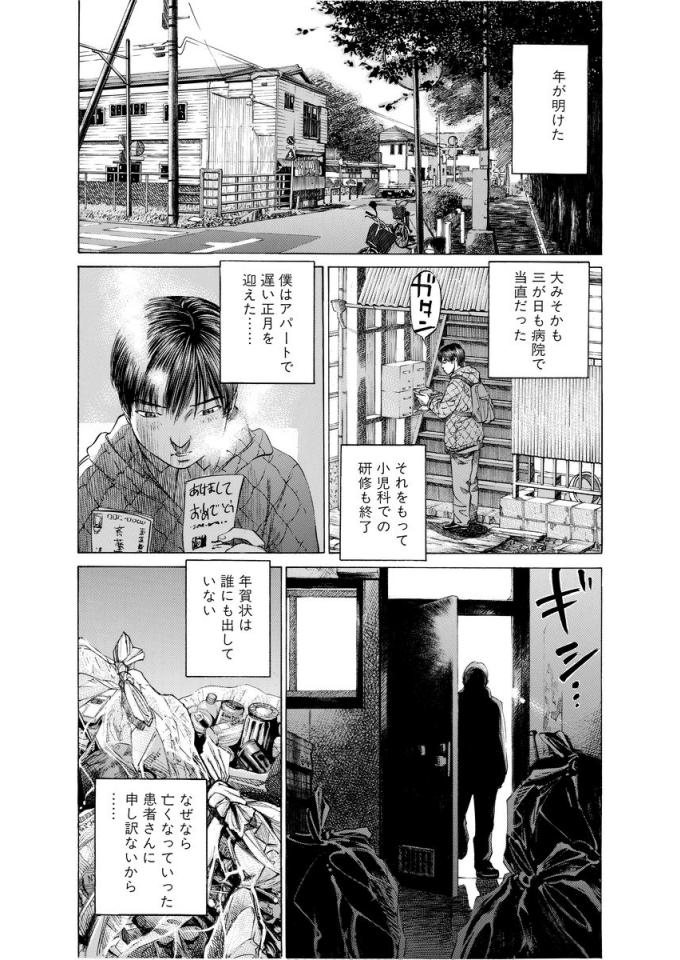 年が明けた
大みそかも
三が日も病院で
当直だった
ガタン
それをもって
小児科での
研修も終了
僕はアパートで
遅い正月を
迎えた……
あけまして
おめでとう
ギシ…
年賀状は
誰にも出して
いない
なぜなら
亡くなっていった
患者さんに
申し訳ないから
……